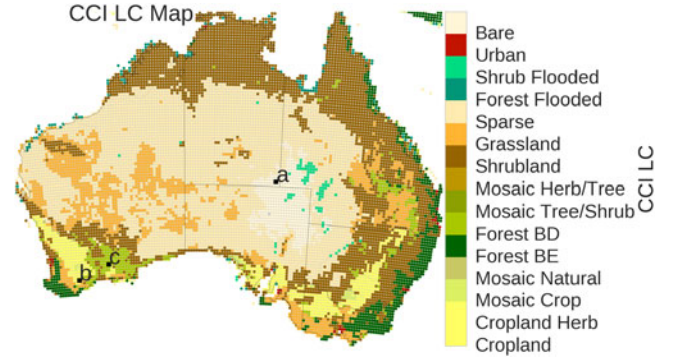 CCI LC Map
a
c
b
Bare
Urban
Shrub Flooded
Forest Flooded
Sparse
Grassland
Shrubland
Mosaic Herb/Tree
Mosaic Tree/Shrub
Forest BD
Forest BE
Mosaic Natural
Mosaic Crop
Cropland Herb
Cropland
CCI LC